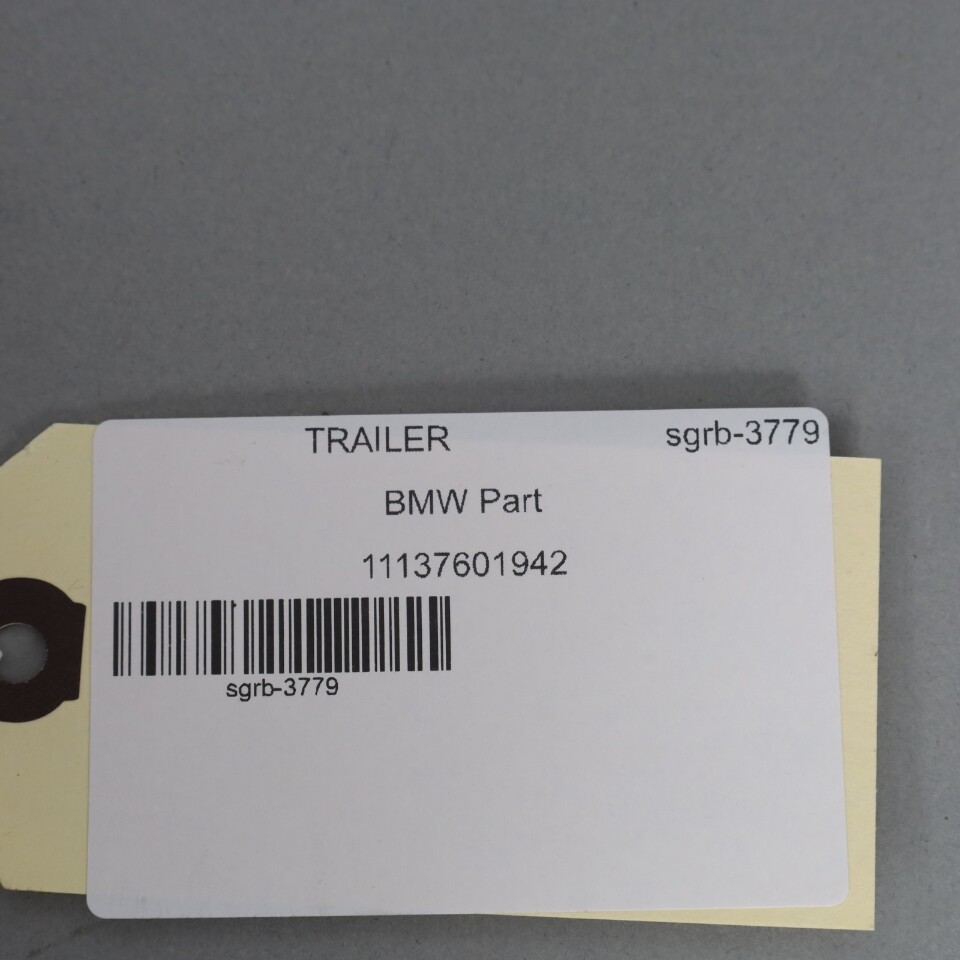 TRAILER sgrb-3779
BMW Part
11137601942
sgrb-3779